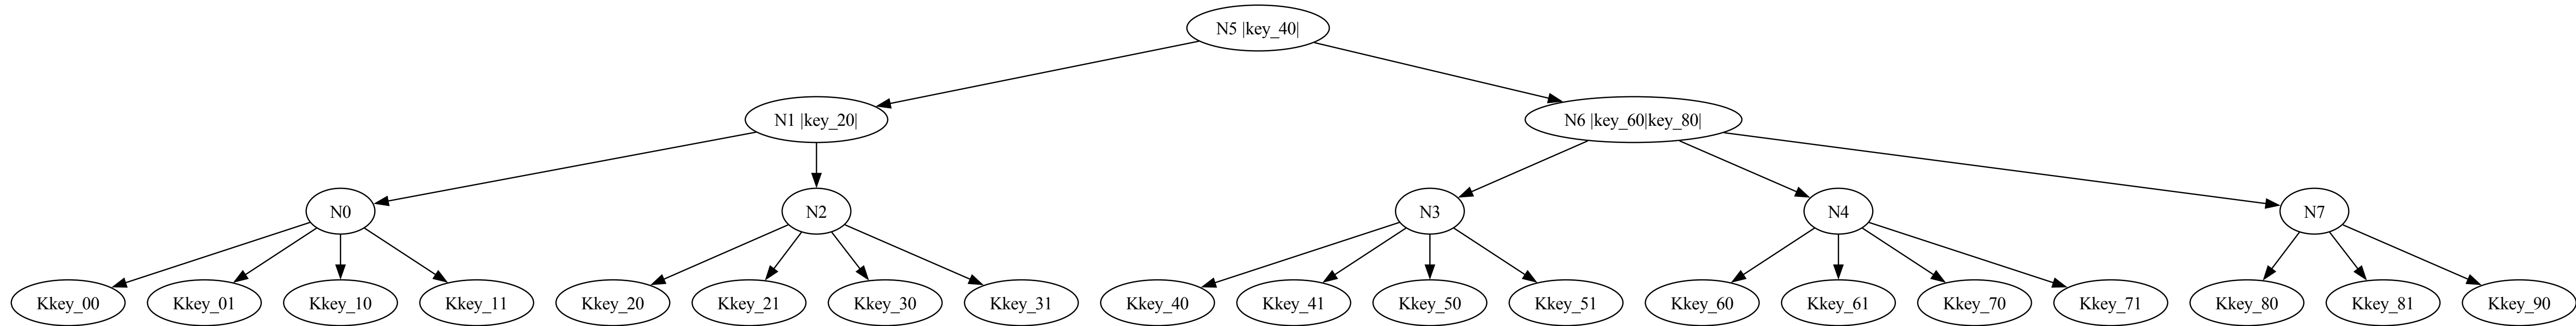 N5 |key_40|
N1 |key_20|
N6 |key_60|key_80|
N0
N2
N3
N4
N7
Kkey_00
Kkey_01
Kkey_10
Kkey_11
Kkey_20
Kkey_21
Kkey_30
Kkey_31
Kkey_40
Kkey_41
Kkey_50
Kkey_51
Kkey_60
Kkey_61
Kkey_70
Kkey_71
Kkey_80
Kkey_81
Kkey_90